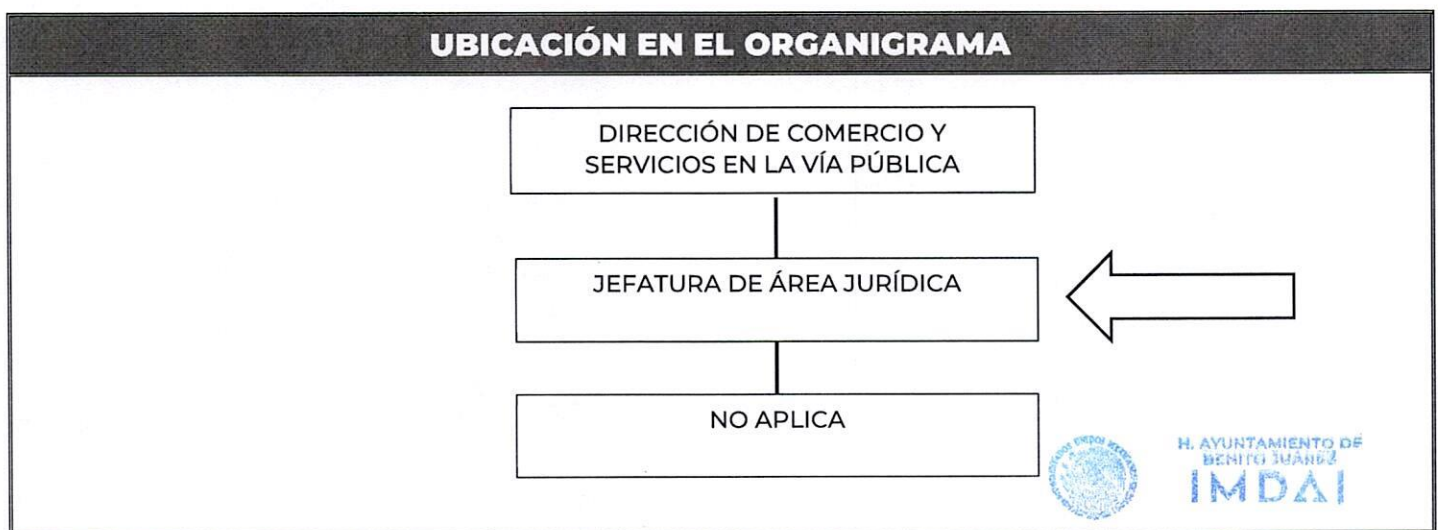 UBICACIÓN EN EL ORGANIGRAMA
DIRECCIÓN DE COMERCIO Y
SERVICIOS EN LA VÍA PÚBLICA
JEFATURA DE ÁREA JURÍDICA
NO APLICA
H. AYUNTAMIENTO DE
BENITO JUÁREZ
IMDAI